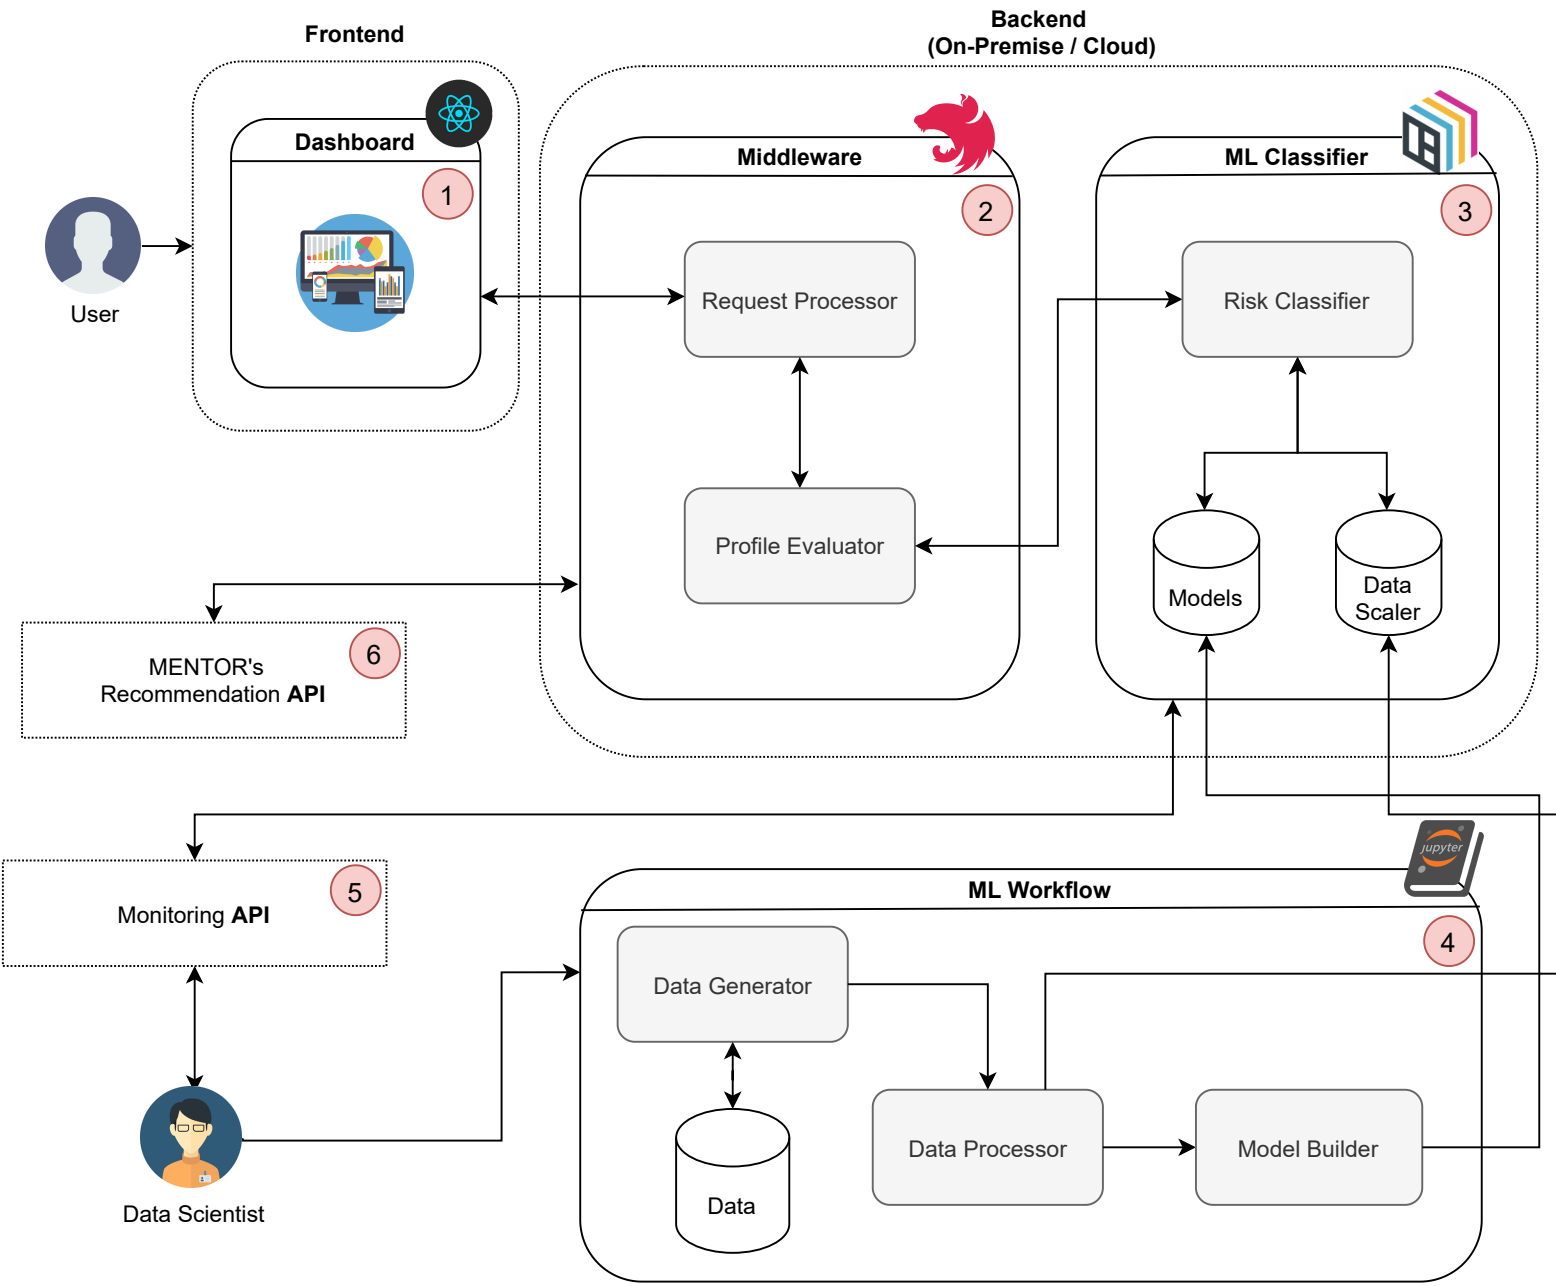 Backend
(On-Premise / Cloud)
Frontend
Dashboard
1
Middleware
2
ML Classifier
3
User
Request Processor
Risk Classifier
Profile Evaluator
Models
Data
Scaler
6
MENTOR's
Recommendation API
5
Monitoring API
jupyter
ML Workflow
4
Data Generator
Data Processor
Model Builder
Data
Data Scientist